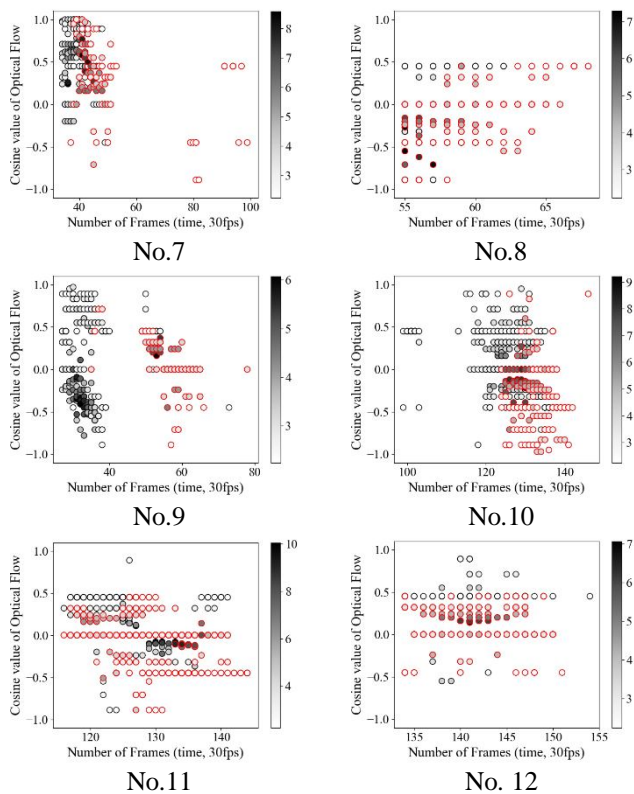 1.0
0.5
0.0
−0.5
−1.0
Cosine value of Optical Flow
40 60 80 100
Number of Frames (time, 30fps)
8
7
6
5
4
3
No.7
1.0
0.5
0.0
−0.5
−1.0
Cosine value of Optical Flow
55 60 65
Number of Frames (time, 30fps)
7
6
5
4
3
No.8
1.0
0.5
0.0
−0.5
−1.0
Cosine value of Optical Flow
40 60 80
Number of Frames (time, 30fps)
6
5
4
3
No.9
1.0
0.5
0.0
−0.5
−1.0
Cosine value of Optical Flow
100 120 140
Number of Frames (time, 30fps)
9
8
7
6
5
4
3
No.10
1.0
0.5
0.0
−0.5
−1.0
Cosine value of Optical Flow
120 130 140
Number of Frames (time, 30fps)
10
8
6
4
No.11
1.0
0.5
0.0
−0.5
−1.0
Cosine value of Optical Flow
135 140 145 150 155
Number of Frames (time, 30fps)
7
6
5
4
3
No. 12